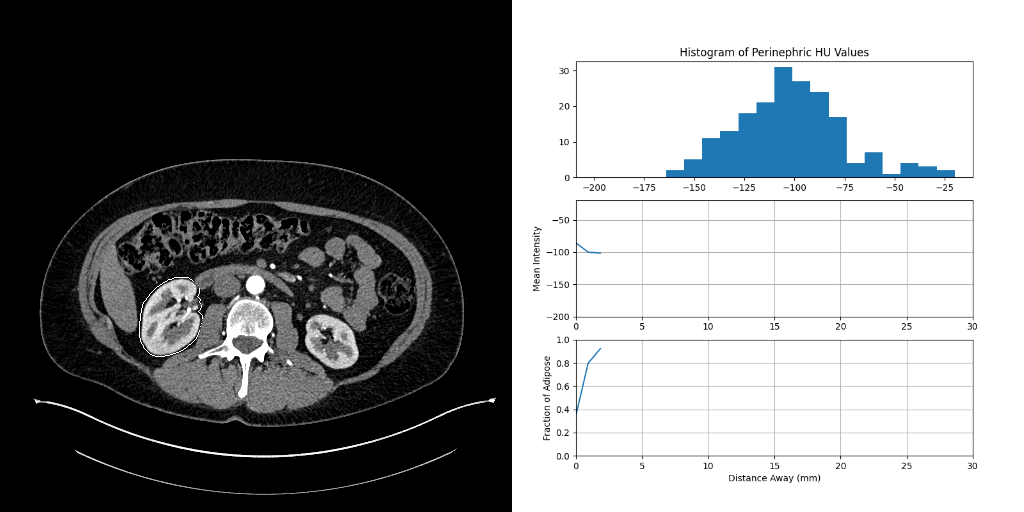 Histogram of Perinephric HU Values
30
20
10
0
−200 −175 −150 −125 −100 −75 −50 −25
Mean Intensity
−50
−100
−150
−200
0 5 10 15 20 25 30
Fraction of Adipose
1.0
0.8
0.6
0.4
0.2
0.0
0 5 10 15 20 25 30
Distance Away (mm)